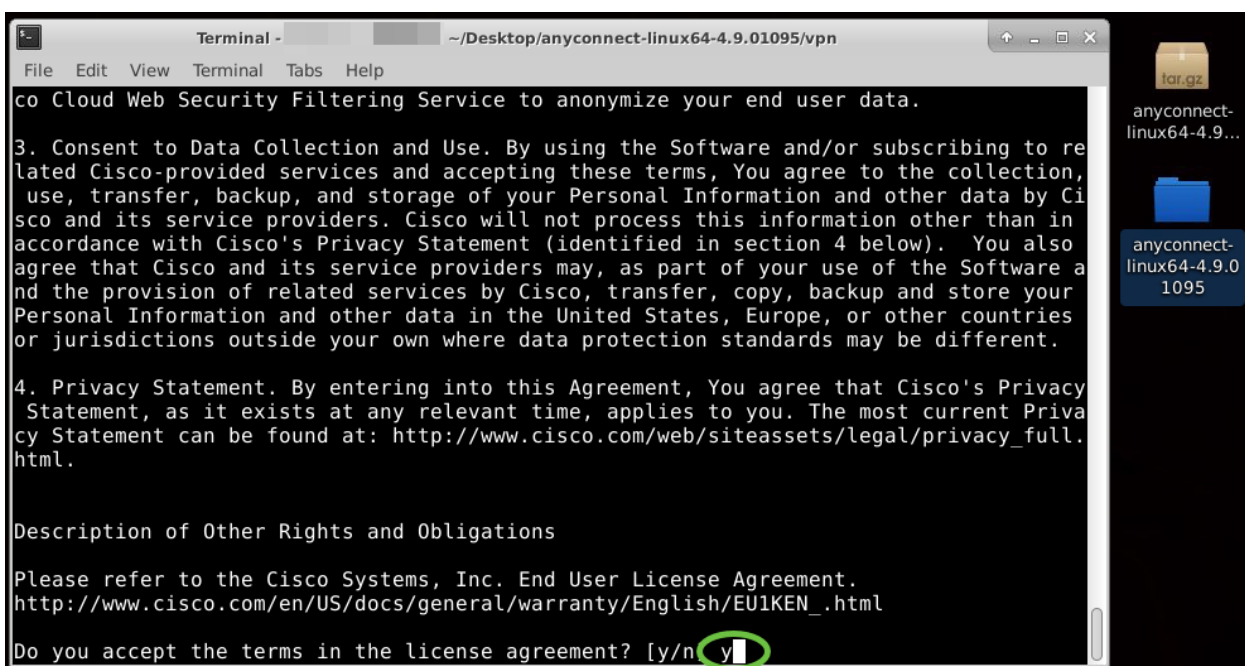 Terminal - ~/Desktop/anyconnect-linux64-4.9.01095/vpn
File Edit View Terminal Tabs Help
co Cloud Web Security Filtering Service to anonymize your end user data.
3. Consent to Data Collection and Use. By using the Software and/or subscribing to re
lated Cisco-provided services and accepting these terms, You agree to the collection,
use, transfer, backup, and storage of your Personal Information and other data by Ci
sco and its service providers. Cisco will not process this information other than in
accordance with Cisco's Privacy Statement (identified in section 4 below).  You also
agree that Cisco and its service providers may, as part of your use of the Software a
nd the provision of related services by Cisco, transfer, copy, backup and store your
Personal Information and other data in the United States, Europe, or other countries
or jurisdictions outside your own where data protection standards may be different.
4. Privacy Statement. By entering into this Agreement, You agree that Cisco's Privacy
Statement, as it exists at any relevant time, applies to you. The most current Priva
cy Statement can be found at: http://www.cisco.com/web/siteassets/legal/privacy_full.
html.
Description of Other Rights and Obligations
Please refer to the Cisco Systems, Inc. End User License Agreement.
http://www.cisco.com/en/US/docs/general/warranty/English/EU1KEN_.html
Do you accept the terms in the license agreement? [y/n y
tar.gz
anyconnect-
linux64-4.9...
anyconnect-
linux64-4.9.0
1095